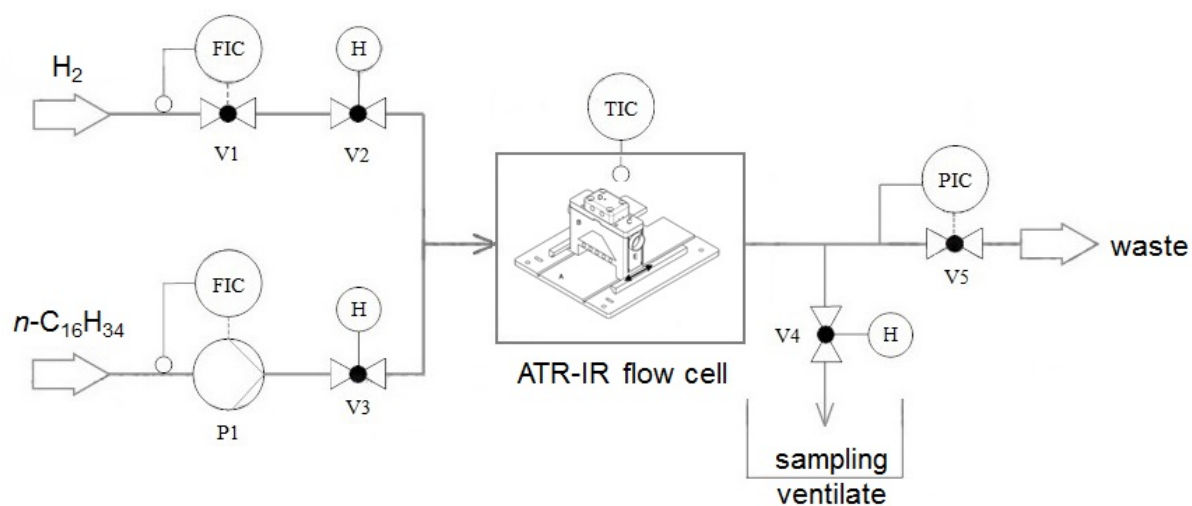 FIC
H
H₂
V1
V2
TIC
PIC
waste
V5
FIC
H
n-C₁₆H₃₄
P1
V3
ATR-IR flow cell
V4
H
sampling
ventilate